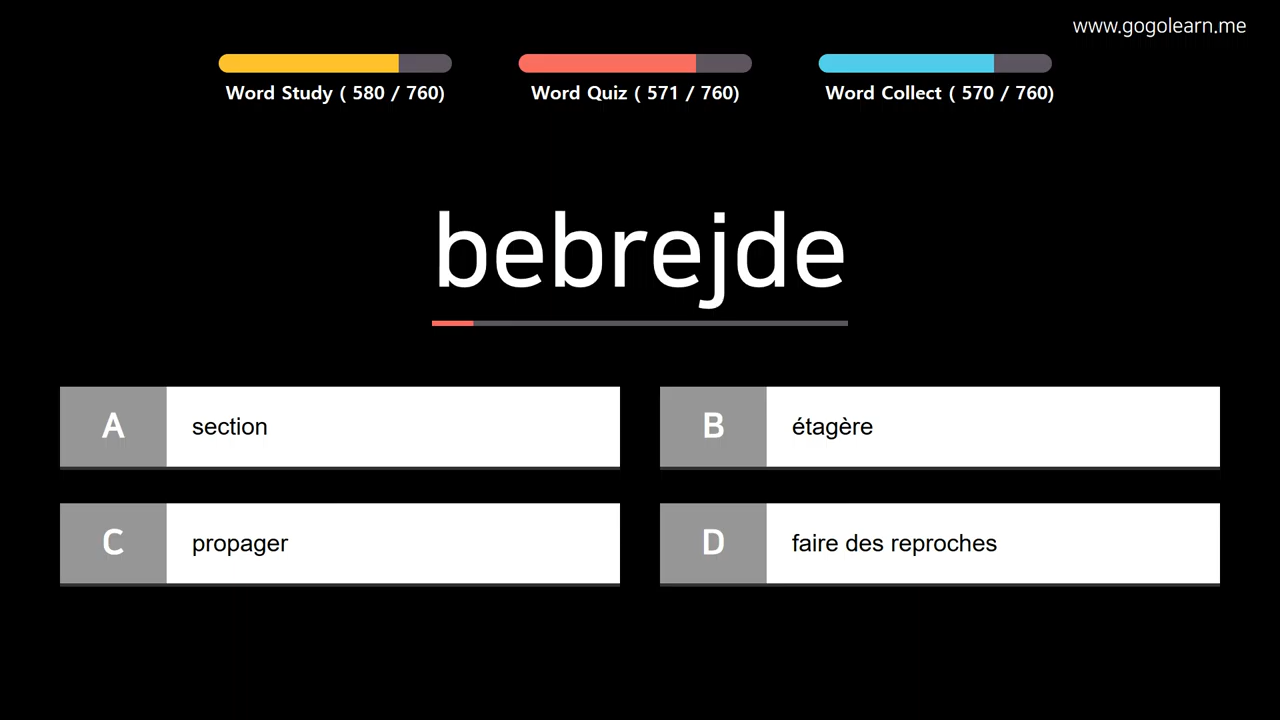 www.gogolearn.me
Word Study ( 580 / 760)
Word Quiz ( 571 / 760)
Word Collect ( 570 / 760)
bebrejde
A section
B étagère
C propager
D faire des reproches